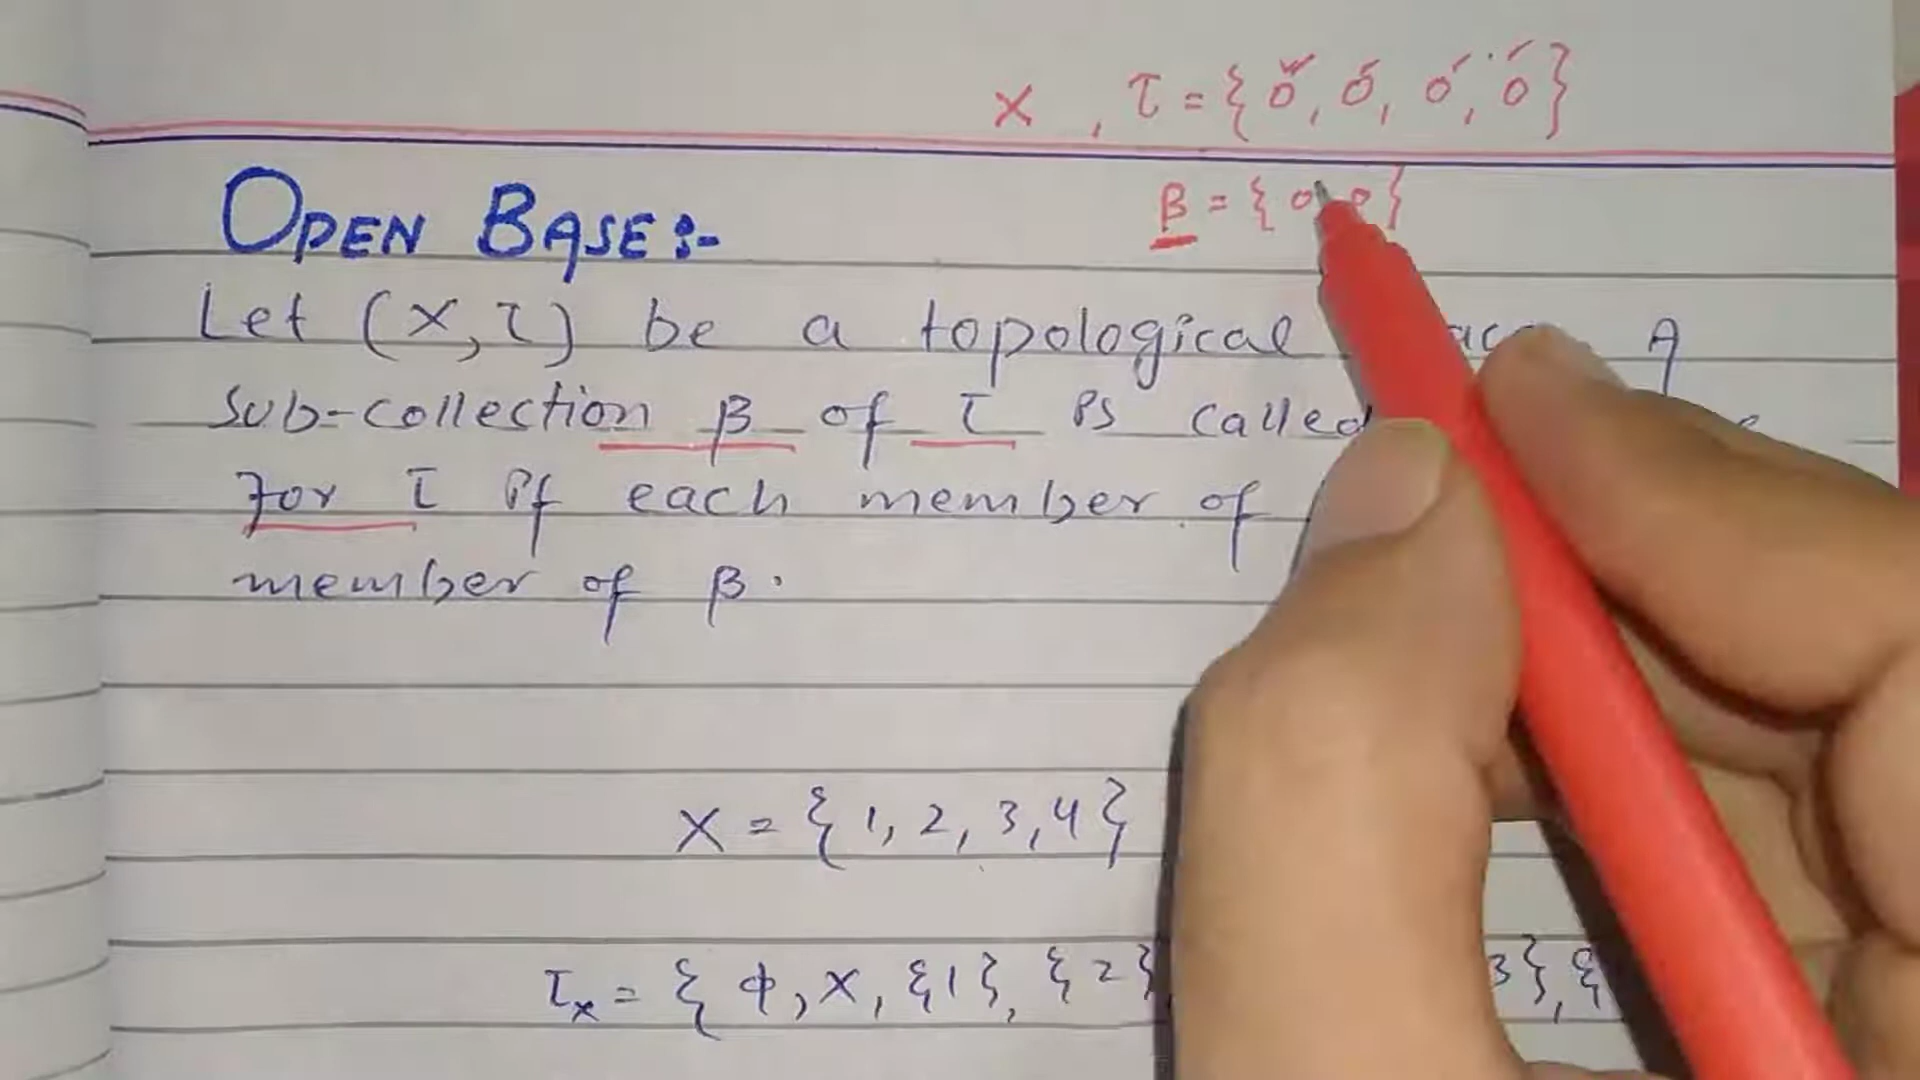 X , τ = {o, o, o, o}
β = { o, o }
OPEN BASE:-
Let (X,τ) be a topological A
sub-collection β of τ is called
for τ if each member of
member of β.
X = { 1, 2, 3, 4 }
τx = { φ, X, {1}, {2}, 3}, {